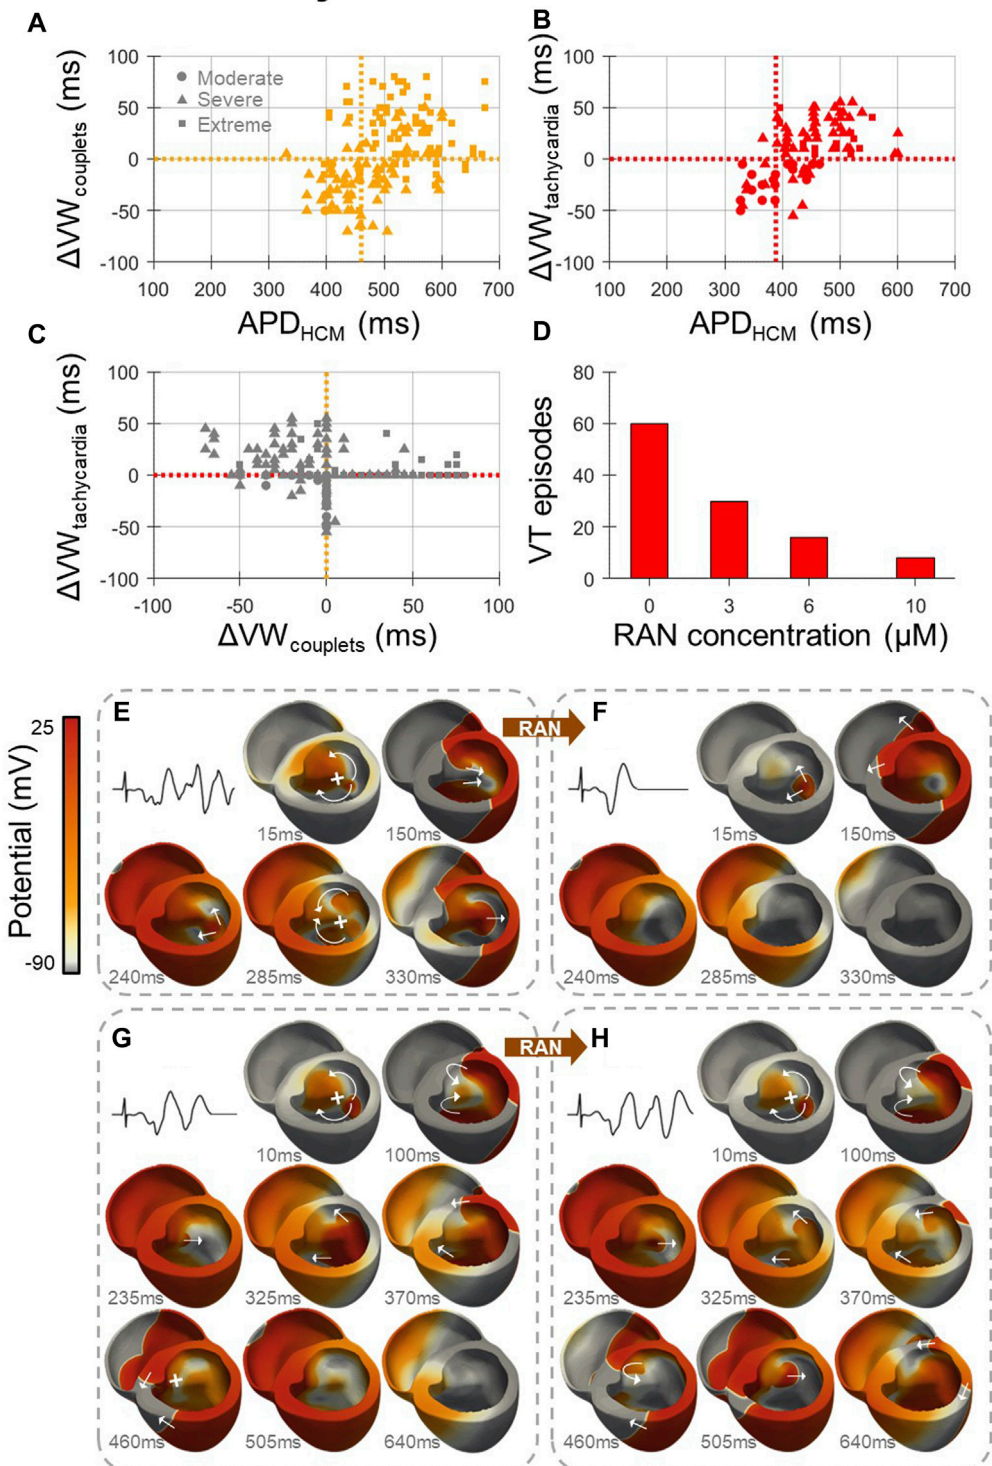 A
ΔVWcouplets (ms)
100
50
0
-50
-100
Moderate
Severe
Extreme
100 200 300 400 500 600 700
APDHCM (ms)
B
ΔVWtachycardia (ms)
100
50
0
-50
-100
100 200 300 400 500 600 700
APDHCM (ms)
C
ΔVWtachycardia (ms)
100
50
0
-50
-100
-100 -50 0 50 100
ΔVWcouplets (ms)
D
VT episodes
80
60
40
20
0
0 3 6 10
RAN concentration (μM)
Potential (mV)
25
-90
E
15ms 150ms
240ms 285ms 330ms
RAN
F
15ms 150ms
240ms 285ms 330ms
G
10ms 100ms
235ms 325ms 370ms
460ms 505ms 640ms
RAN
H
10ms 100ms
235ms 325ms 370ms
460ms 505ms 640ms